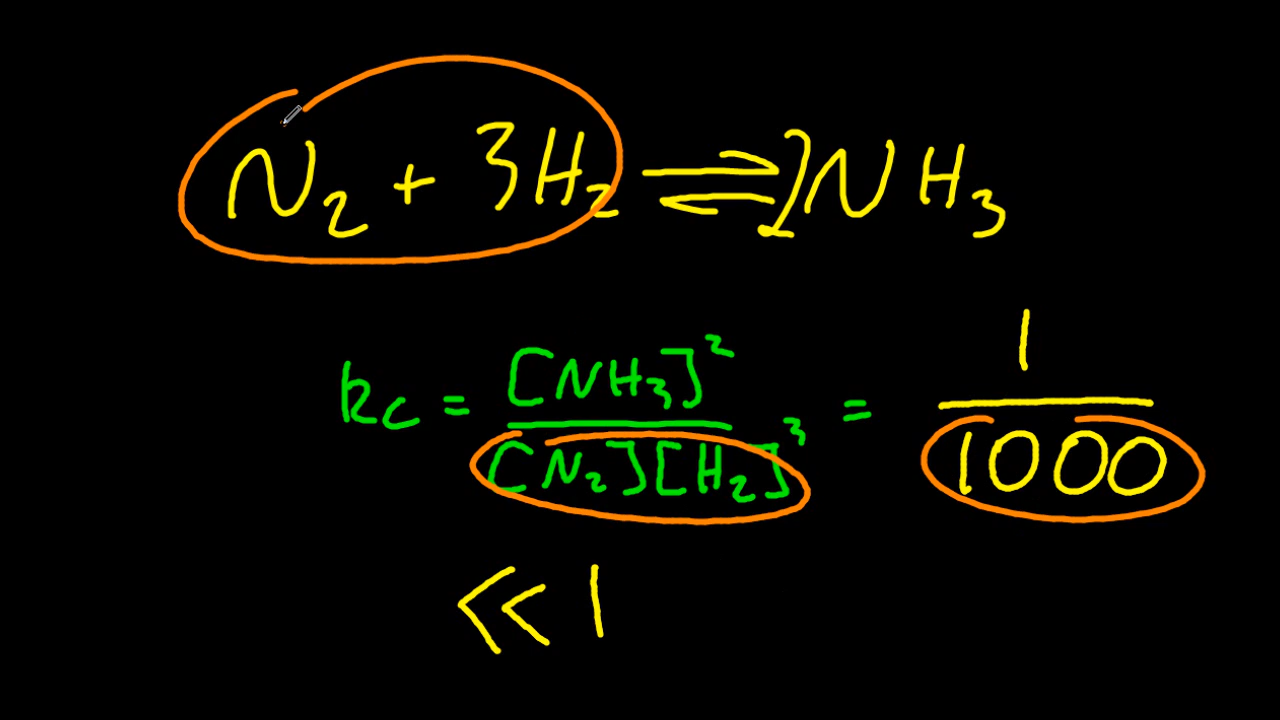 N₂ + 3H₂ ⇌ 2NH₃
kc = [NH₃]² / [N₂][H₂]³ = 1 / 1000
<< 1